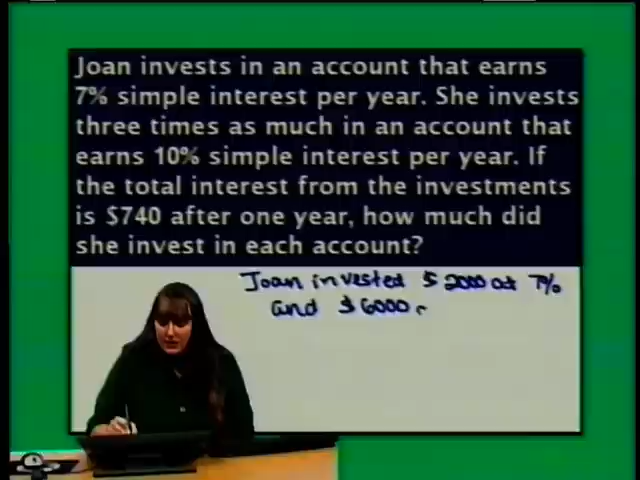 Joan invests in an account that earns
7% simple interest per year. She invests
three times as much in an account that
earns 10% simple interest per year. If
the total interest from the investments
is $740 after one year, how much did
she invest in each account?
Joan invested $2000 at 7%
and $6000